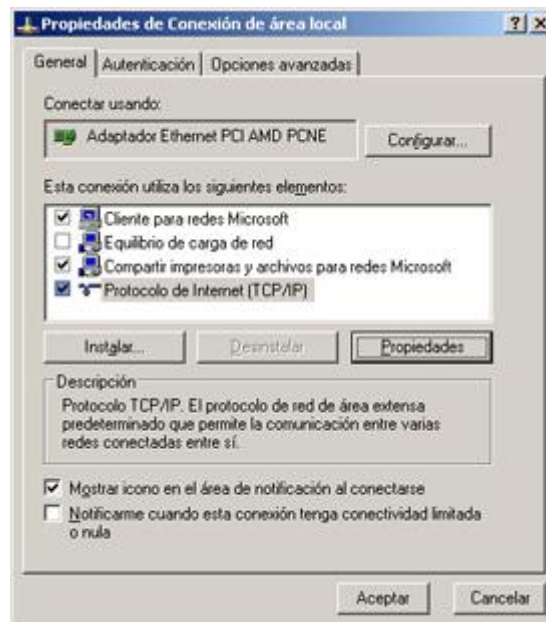 Propiedades de Conexión de área local
General Autenticación Opciones avanzadas
Conectar usando:
Adaptador Ethernet PCI AMD PCNE
Configurar...
Esta conexión utiliza los siguientes elementos:
Cliente para redes Microsoft
Equilibrio de carga de red
Compartir impresoras y archivos para redes Microsoft
Protocolo de Internet (TCP/IP)
Instalar... Desinstalar Propiedades
Descripción
Protocolo TCP/IP. El protocolo de red de área extensa
predeterminado que permite la comunicación entre varias
redes conectadas entre sí.
Mostrar icono en el área de notificación al conectarse
Notificarme cuando esta conexión tenga conectividad limitada
o nula
Aceptar Cancelar